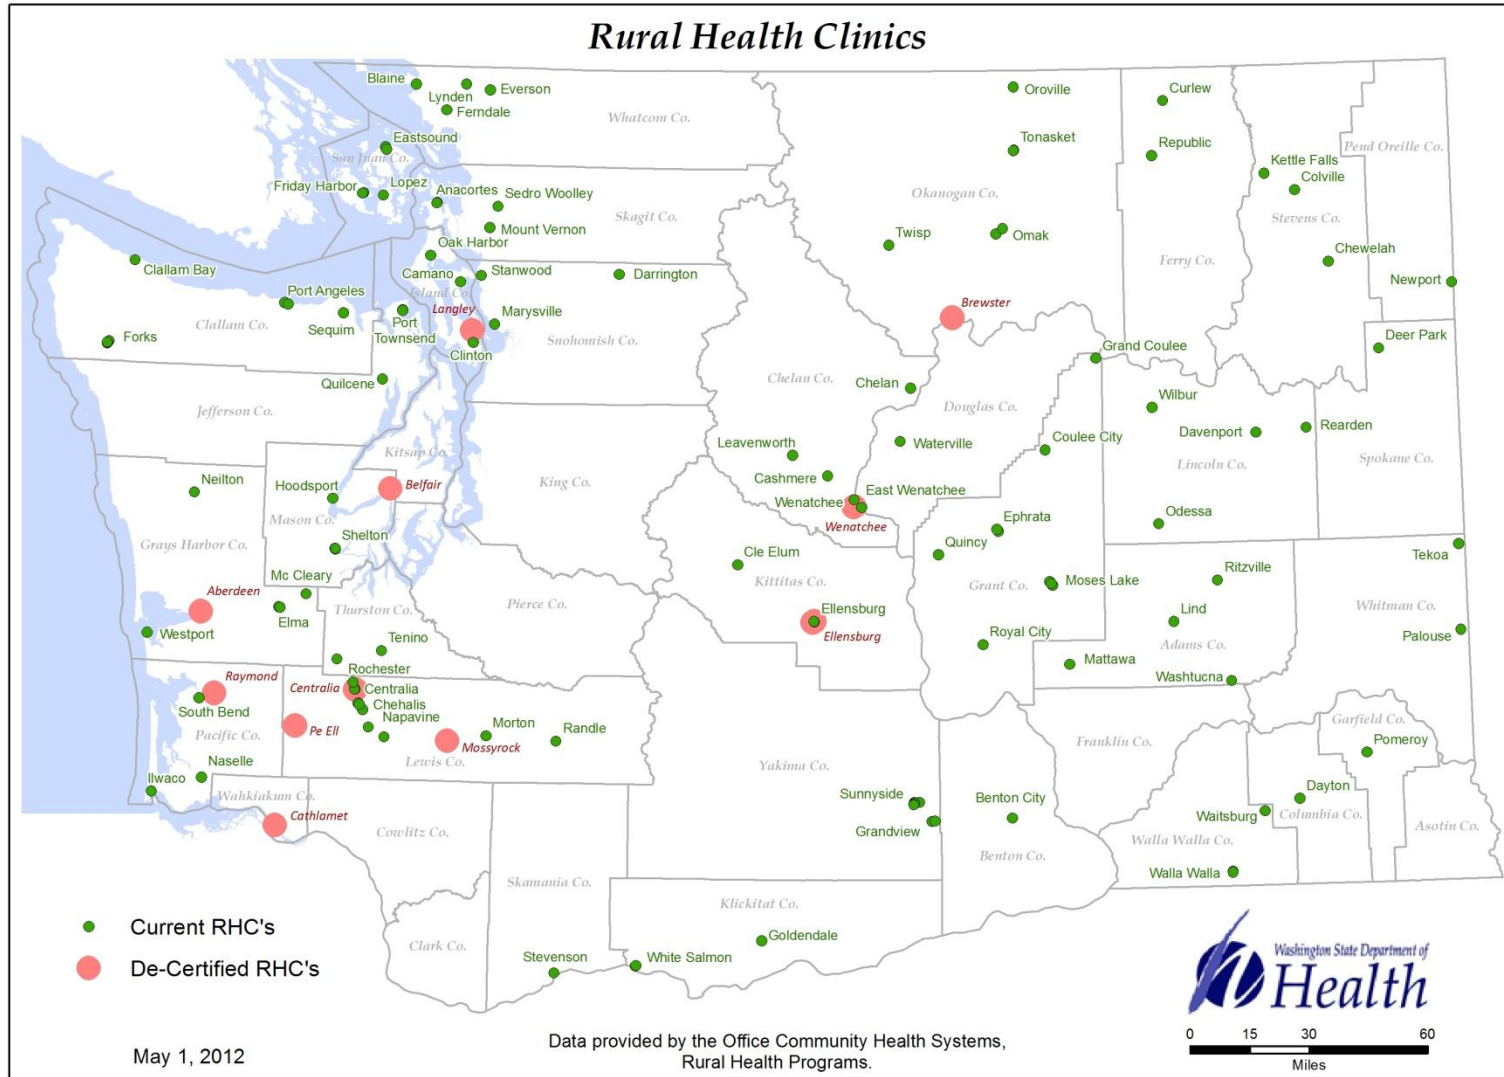 Rural Health Clinics
Blaine
Lynden
Everson
Ferndale
Whatcom Co.
Oroville
Curlew
Eastsound
San Juan Co.
Tonasket
Republic
Pend Oreille Co.
Kettle Falls
Colville
Friday Harbor
Lopez
Anacortes
Sedro Woolley
Skagit Co.
Okanogan Co.
Stevens Co.
Mount Vernon
Oak Harbor
Twisp
Omak
Chewelah
Ferry Co.
Clallam Bay
Camano
Stanwood
Darrington
Newport
Island Co.
Port Angeles
Langley
Marysville
Brewster
Clallam Co.
Sequim
Port
Townsend
Snohomish Co.
Forks
Clinton
Deer Park
Grand Coulee
Quilcene
Chelan Co.
Chelan
Wilbur
Jefferson Co.
Douglas Co.
Rearden
Davenport
Waterville
Coulee City
Kitsap Co.
Leavenworth
Lincoln Co.
Spokane Co.
Neilton
Hoodsport
Belfair
King Co.
Cashmere
East Wenatchee
Wenatchee
Mason Co.
Wenatchee
Ephrata
Odessa
Grays Harbor Co.
Shelton
Quincy
Cle Elum
Tekoa
Mc Cleary
Kittitas Co.
Grant Co.
Moses Lake
Ritzville
Aberdeen
Thurston Co.
Pierce Co.
Whitman Co.
Elma
Ellensburg
Lind
Westport
Ellensburg
Royal City
Palouse
Tenino
Adams Co.
Rochester
Mattawa
Raymond
Centralia
Centralia
Washtucna
South Bend
Chehalis
Napavine
Garfield Co.
Pe Ell
Morton
Randle
Pacific Co.
Mossyrock
Franklin Co.
Pomeroy
Lewis Co.
Naselle
Yakima Co.
Ilwaco
Wahkiakum Co.
Sunnyside
Benton City
Dayton
Cathlamet
Cowlitz Co.
Grandview
Waitsburg
Columbia Co.
Asotin Co.
Walla Walla Co.
Benton Co.
Walla Walla
Skamania Co.
Klickitat Co.
Current RHC's
Goldendale
Clark Co.
Stevenson
White Salmon
De-Certified RHC's
Washington State Department of
Health
0 15 30 60
Miles
May 1, 2012
Data provided by the Office Community Health Systems,
Rural Health Programs.